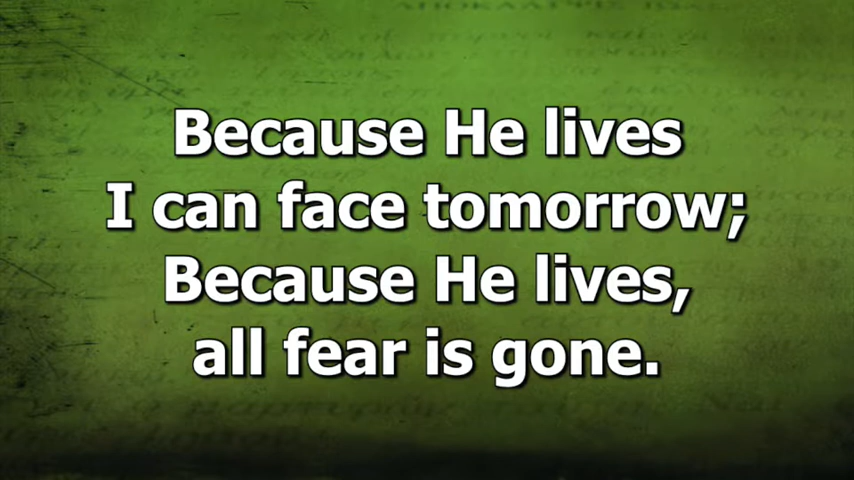 Because He lives
I can face tomorrow;
Because He lives,
all fear is gone.